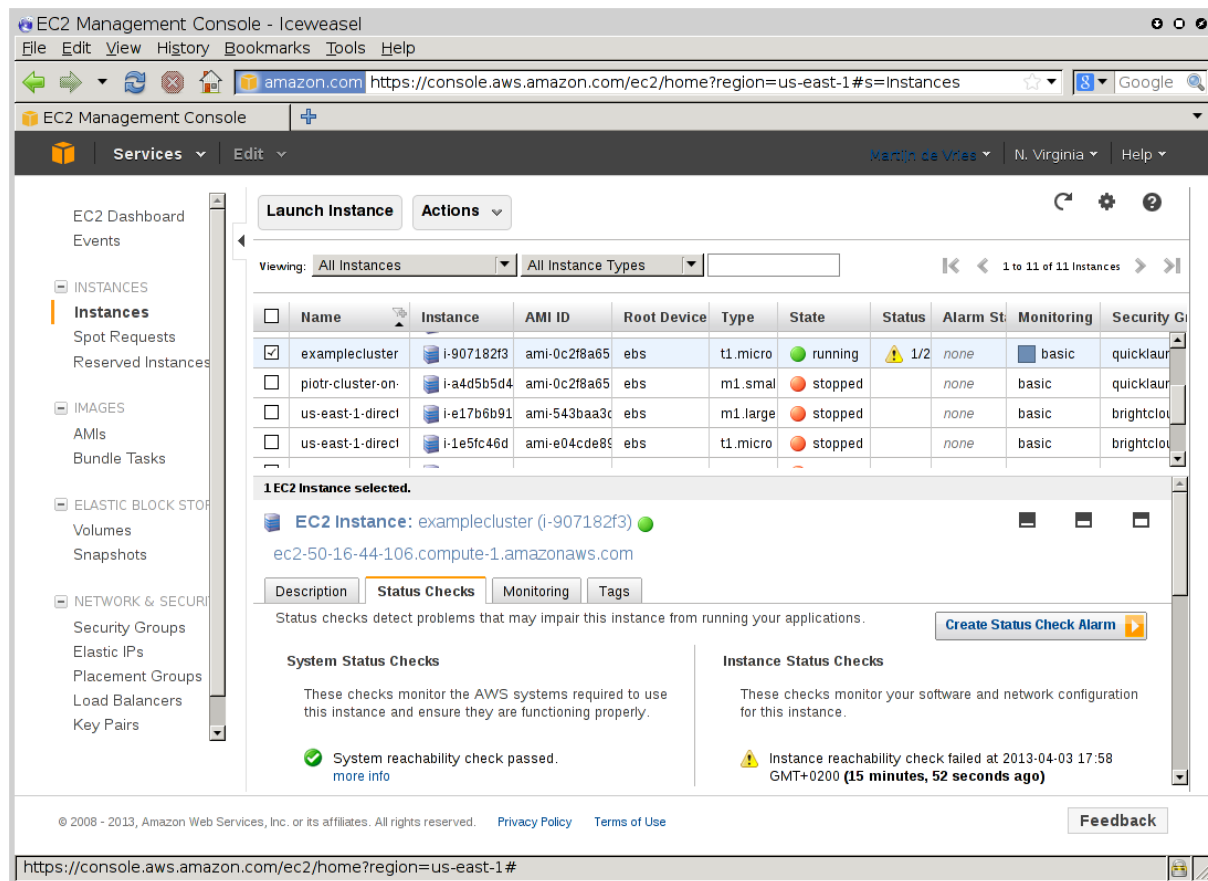 EC2 Management Console - Iceweasel
File Edit View History Bookmarks Tools Help
amazon.com https://console.aws.amazon.com/ec2/home?region=us-east-1#s=Instances Google
EC2 Management Console
Services Edit Martijn de Vries N. Virginia Help
EC2 Dashboard
Events
INSTANCES
Instances
Spot Requests
Reserved Instances
IMAGES
AMIs
Bundle Tasks
ELASTIC BLOCK STOR
Volumes
Snapshots
NETWORK & SECURI
Security Groups
Elastic IPs
Placement Groups
Load Balancers
Key Pairs
Launch Instance Actions
Viewing: All Instances All Instance Types 1 to 11 of 11 Instances
Name Instance AMI ID Root Device Type State Status Alarm St Monitoring Security G
examplecluster i-907182f3 ami-0c2f8a65 ebs t1.micro running 1/2 none basic quicklaun
piotr-cluster-on- i-a4d5b5d4 ami-0c2f8a65 ebs m1.smal stopped none basic quicklaun
us-east-1-direct i-e17b6b91 ami-543baa3c ebs m1.large stopped none basic brightclou
us-east-1-direct i-1e5fc46d ami-e04cde89 ebs t1.micro stopped none basic brightclou
1 EC2 Instance selected.
EC2 Instance: examplecluster (i-907182f3)
ec2-50-16-44-106.compute-1.amazonaws.com
Description Status Checks Monitoring Tags
Status checks detect problems that may impair this instance from running your applications.
Create Status Check Alarm
System Status Checks
These checks monitor the AWS systems required to use
this instance and ensure they are functioning properly.
System reachability check passed.
more info
Instance Status Checks
These checks monitor your software and network configuration
for this instance.
Instance reachability check failed at 2013-04-03 17:58
GMT+0200 (15 minutes, 52 seconds ago)
© 2008 - 2013, Amazon Web Services, Inc. or its affiliates. All rights reserved. Privacy Policy Terms of Use
Feedback
https://console.aws.amazon.com/ec2/home?region=us-east-1#